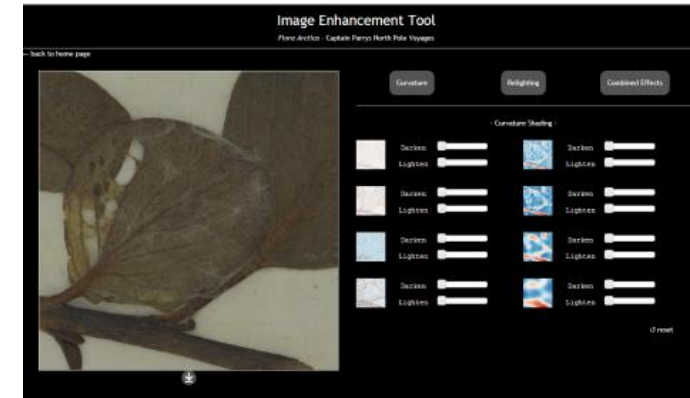 Image Enhancement Tool
Flora Arctica - Captain Parrys North Pole Voyages
← back to home page
Curvature
Relighting
Combined Effects
- Curvature Shading -
Darken
Lighten
Darken
Lighten
Darken
Lighten
Darken
Lighten
Darken
Lighten
Darken
Lighten
Darken
Lighten
Darken
Lighten
↺ reset